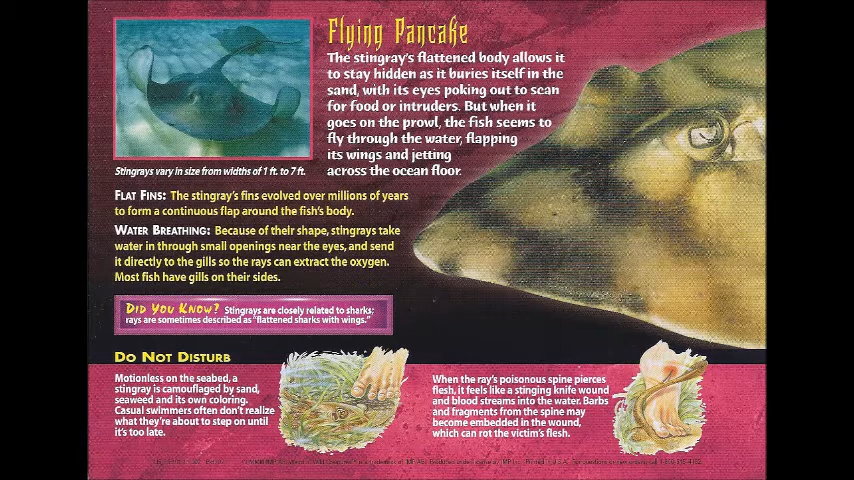 Flying Pancake
The stingray's flattened body allows it
to stay hidden as it buries itself in the
sand, with its eyes poking out to scan
for food or intruders. But when it
goes on the prowl, the fish seems to
fly through the water, flapping
its wings and jetting
across the ocean floor.
Stingrays vary in size from widths of 1 ft. to 7 ft.
FLAT FINS: The stingray's fins evolved over millions of years
to form a continuous flap around the fish's body.
WATER BREATHING: Because of their shape, stingrays take
water in through small openings near the eyes, and send
it directly to the gills so the rays can extract the oxygen.
Most fish have gills on their sides.
DID YOU KNOW? Stingrays are closely related to sharks;
rays are sometimes described as "flattened sharks with wings."
DO NOT DISTURB
Motionless on the seabed, a
stingray is camouflaged by sand,
seaweed and its own coloring.
Casual swimmers often don't realize
what they're about to step on until
it's too late.
When the ray's poisonous spine pierces
flesh, it feels like a stinging knife wound
and blood streams into the water. Barbs
and fragments from the spine may
become embedded in the wound,
which can rot the victim's flesh.